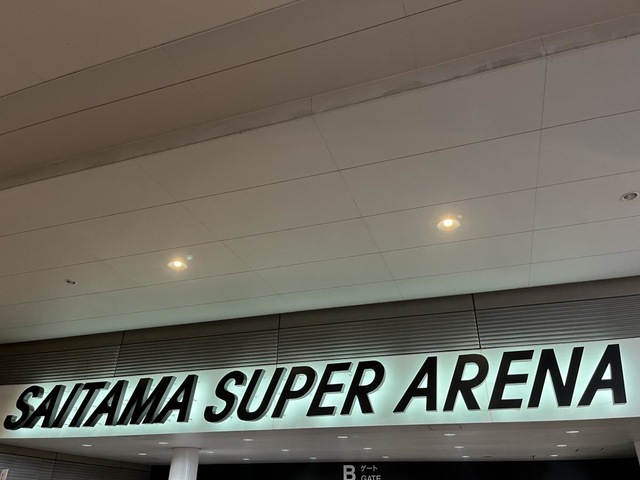 SAITAMA SUPER ARENA
B ゲート
GATE